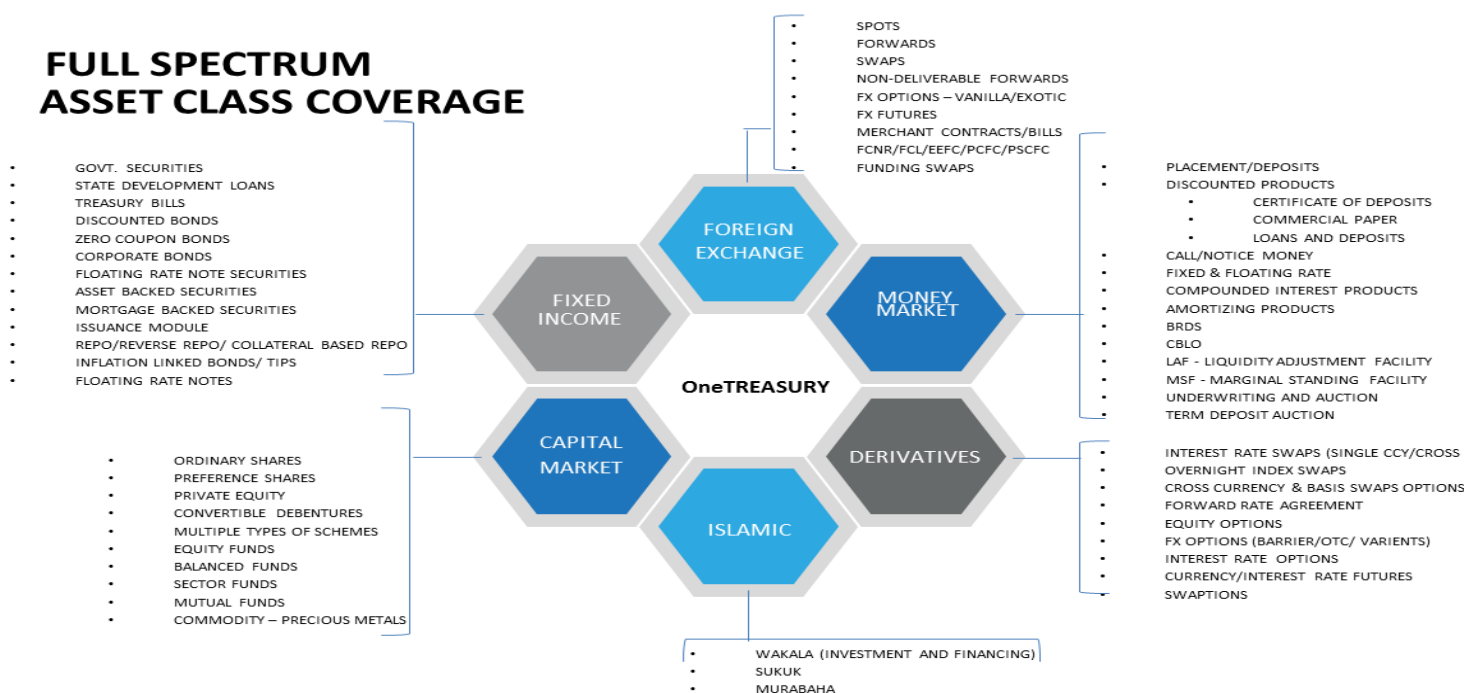 FULL SPECTRUM
ASSET CLASS COVERAGE
• SPOTS
• FORWARDS
• SWAPS
• NON-DELIVERABLE FORWARDS
• FX OPTIONS – VANILLA/EXOTIC
• FX FUTURES
• MERCHANT CONTRACTS/BILLS
• FCNR/FCL/EEFC/PCFC/PSCFC
• FUNDING SWAPS
• GOVT. SECURITIES
• STATE DEVELOPMENT LOANS
• TREASURY BILLS
• DISCOUNTED BONDS
• ZERO COUPON BONDS
• CORPORATE BONDS
• FLOATING RATE NOTE SECURITIES
• ASSET BACKED SECURITIES
• MORTGAGE BACKED SECURITIES
• ISSUANCE MODULE
• REPO/REVERSE REPO/ COLLATERAL BASED REPO
• INFLATION LINKED BONDS/ TIPS
• FLOATING RATE NOTES
FOREIGN
EXCHANGE
FIXED
INCOME
MONEY
MARKET
OneTREASURY
CAPITAL
MARKET
DERIVATIVES
ISLAMIC
• PLACEMENT/DEPOSITS
• DISCOUNTED PRODUCTS
• CERTIFICATE OF DEPOSITS
• COMMERCIAL PAPER
• LOANS AND DEPOSITS
• CALL/NOTICE MONEY
• FIXED & FLOATING RATE
• COMPOUNDED INTEREST PRODUCTS
• AMORTIZING PRODUCTS
• BRDS
• CBLO
• LAF - LIQUIDITY ADJUSTMENT FACILITY
• MSF - MARGINAL STANDING FACILITY
• UNDERWRITING AND AUCTION
• TERM DEPOSIT AUCTION
• ORDINARY SHARES
• PREFERENCE SHARES
• PRIVATE EQUITY
• CONVERTIBLE DEBENTURES
• MULTIPLE TYPES OF SCHEMES
• EQUITY FUNDS
• BALANCED FUNDS
• SECTOR FUNDS
• MUTUAL FUNDS
• COMMODITY – PRECIOUS METALS
• INTEREST RATE SWAPS (SINGLE CCY/CROSS
• OVERNIGHT INDEX SWAPS
• CROSS CURRENCY & BASIS SWAPS OPTIONS
• FORWARD RATE AGREEMENT
• EQUITY OPTIONS
• FX OPTIONS (BARRIER/OTC/ VARIENTS)
• INTEREST RATE OPTIONS
• CURRENCY/INTEREST RATE FUTURES
• SWAPTIONS
• WAKALA (INVESTMENT AND FINANCING)
• SUKUK
• MURABAHA